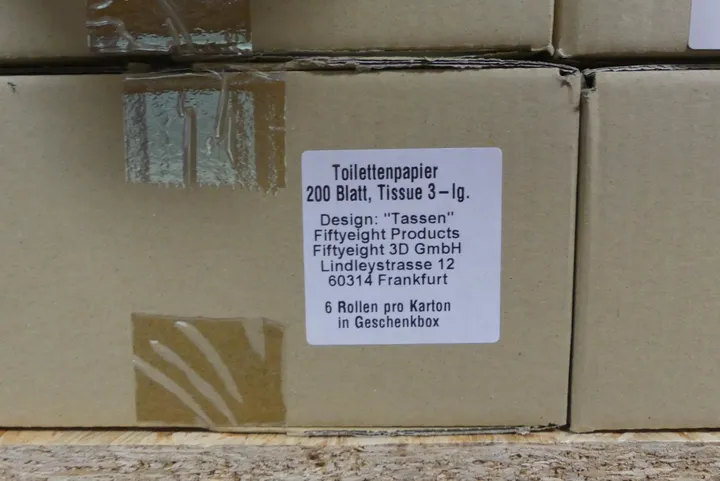 Toilettenpapier
200 Blatt, Tissue 3-lg.
Design: "Tassen"
Fiftyeight Products
Fiftyeight 3D GmbH
Lindleystrasse 12
60314 Frankfurt
6 Rollen pro Karton
in Geschenkbox